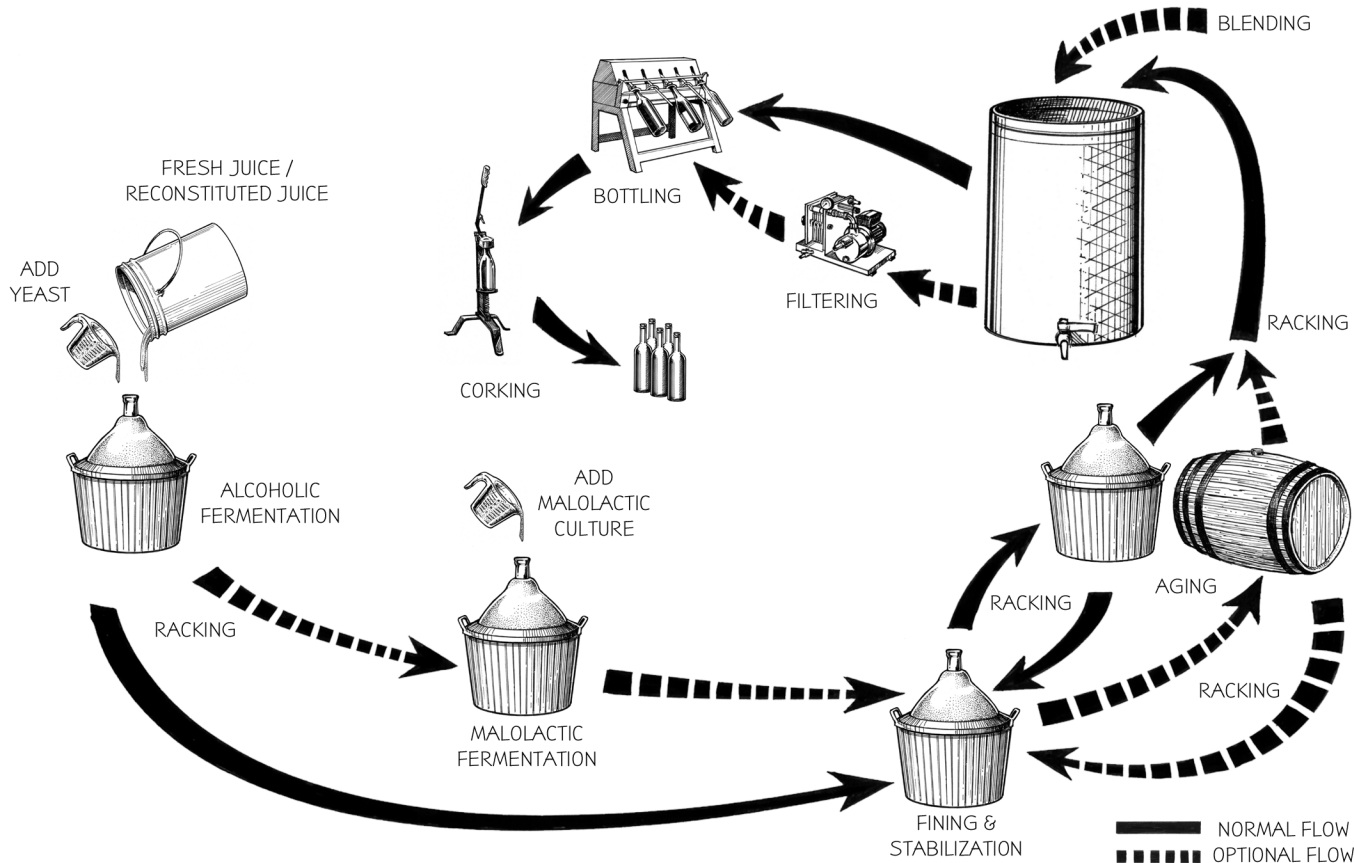 BLENDING
FRESH JUICE /
RECONSTITUTED JUICE
BOTTLING
ADD
YEAST
FILTERING
RACKING
CORKING
ALCOHOLIC
FERMENTATION
ADD
MALOLACTIC
CULTURE
RACKING
AGING
RACKING
RACKING
MALOLACTIC
FERMENTATION
FINING &
STABILIZATION
NORMAL FLOW
OPTIONAL FLOW